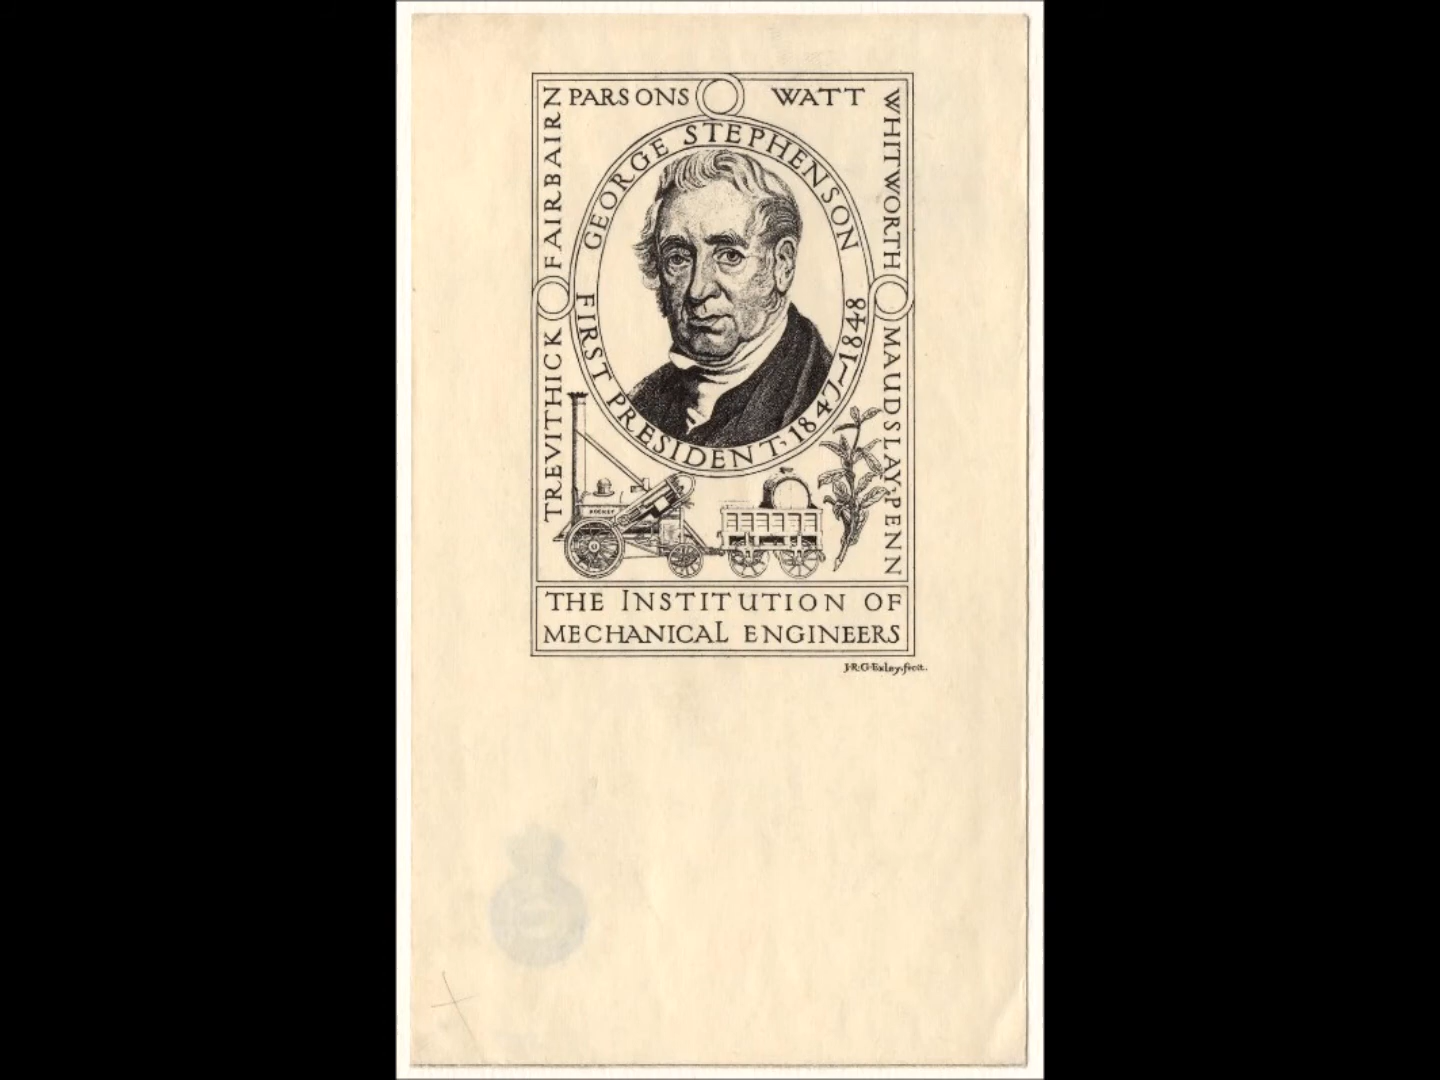 PARSONS
WATT
FAIRBAIRN
WHITWORTH
GEORGE STEPHENSON
FIRST PRESIDENT, 1847-1848
TREVITHICK
MAUDSLAY, PENN
ROCKET
THE INSTITUTION OF
MECHANICAL ENGINEERS
J.R.G. Exley, fecit.